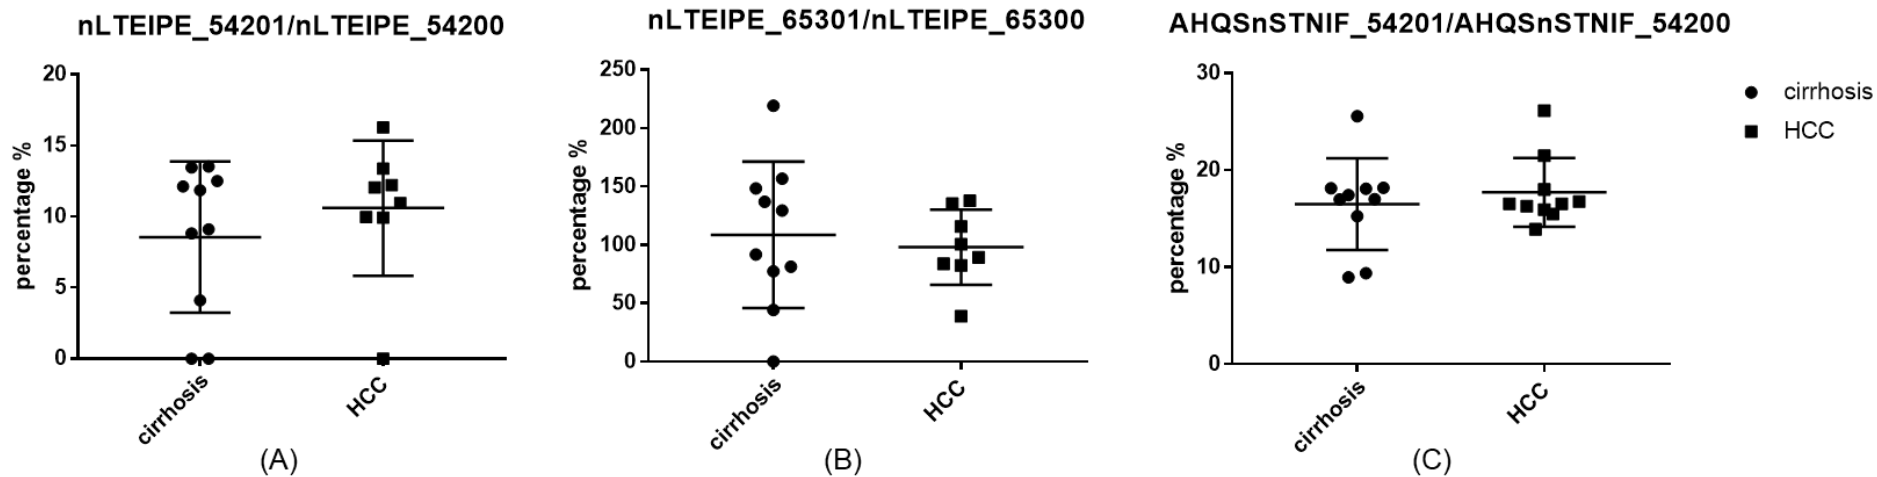 nLTEIPE_54201/nLTEIPE_54200
percentage %
20
15
10
5
0
cirrhosis
HCC
(A)
nLTEIPE_65301/nLTEIPE_65300
percentage %
250
200
150
100
50
0
cirrhosis
HCC
(B)
AHQSnSTNIF_54201/AHQSnSTNIF_54200
percentage %
30
20
10
0
cirrhosis
HCC
(C)
cirrhosis
HCC